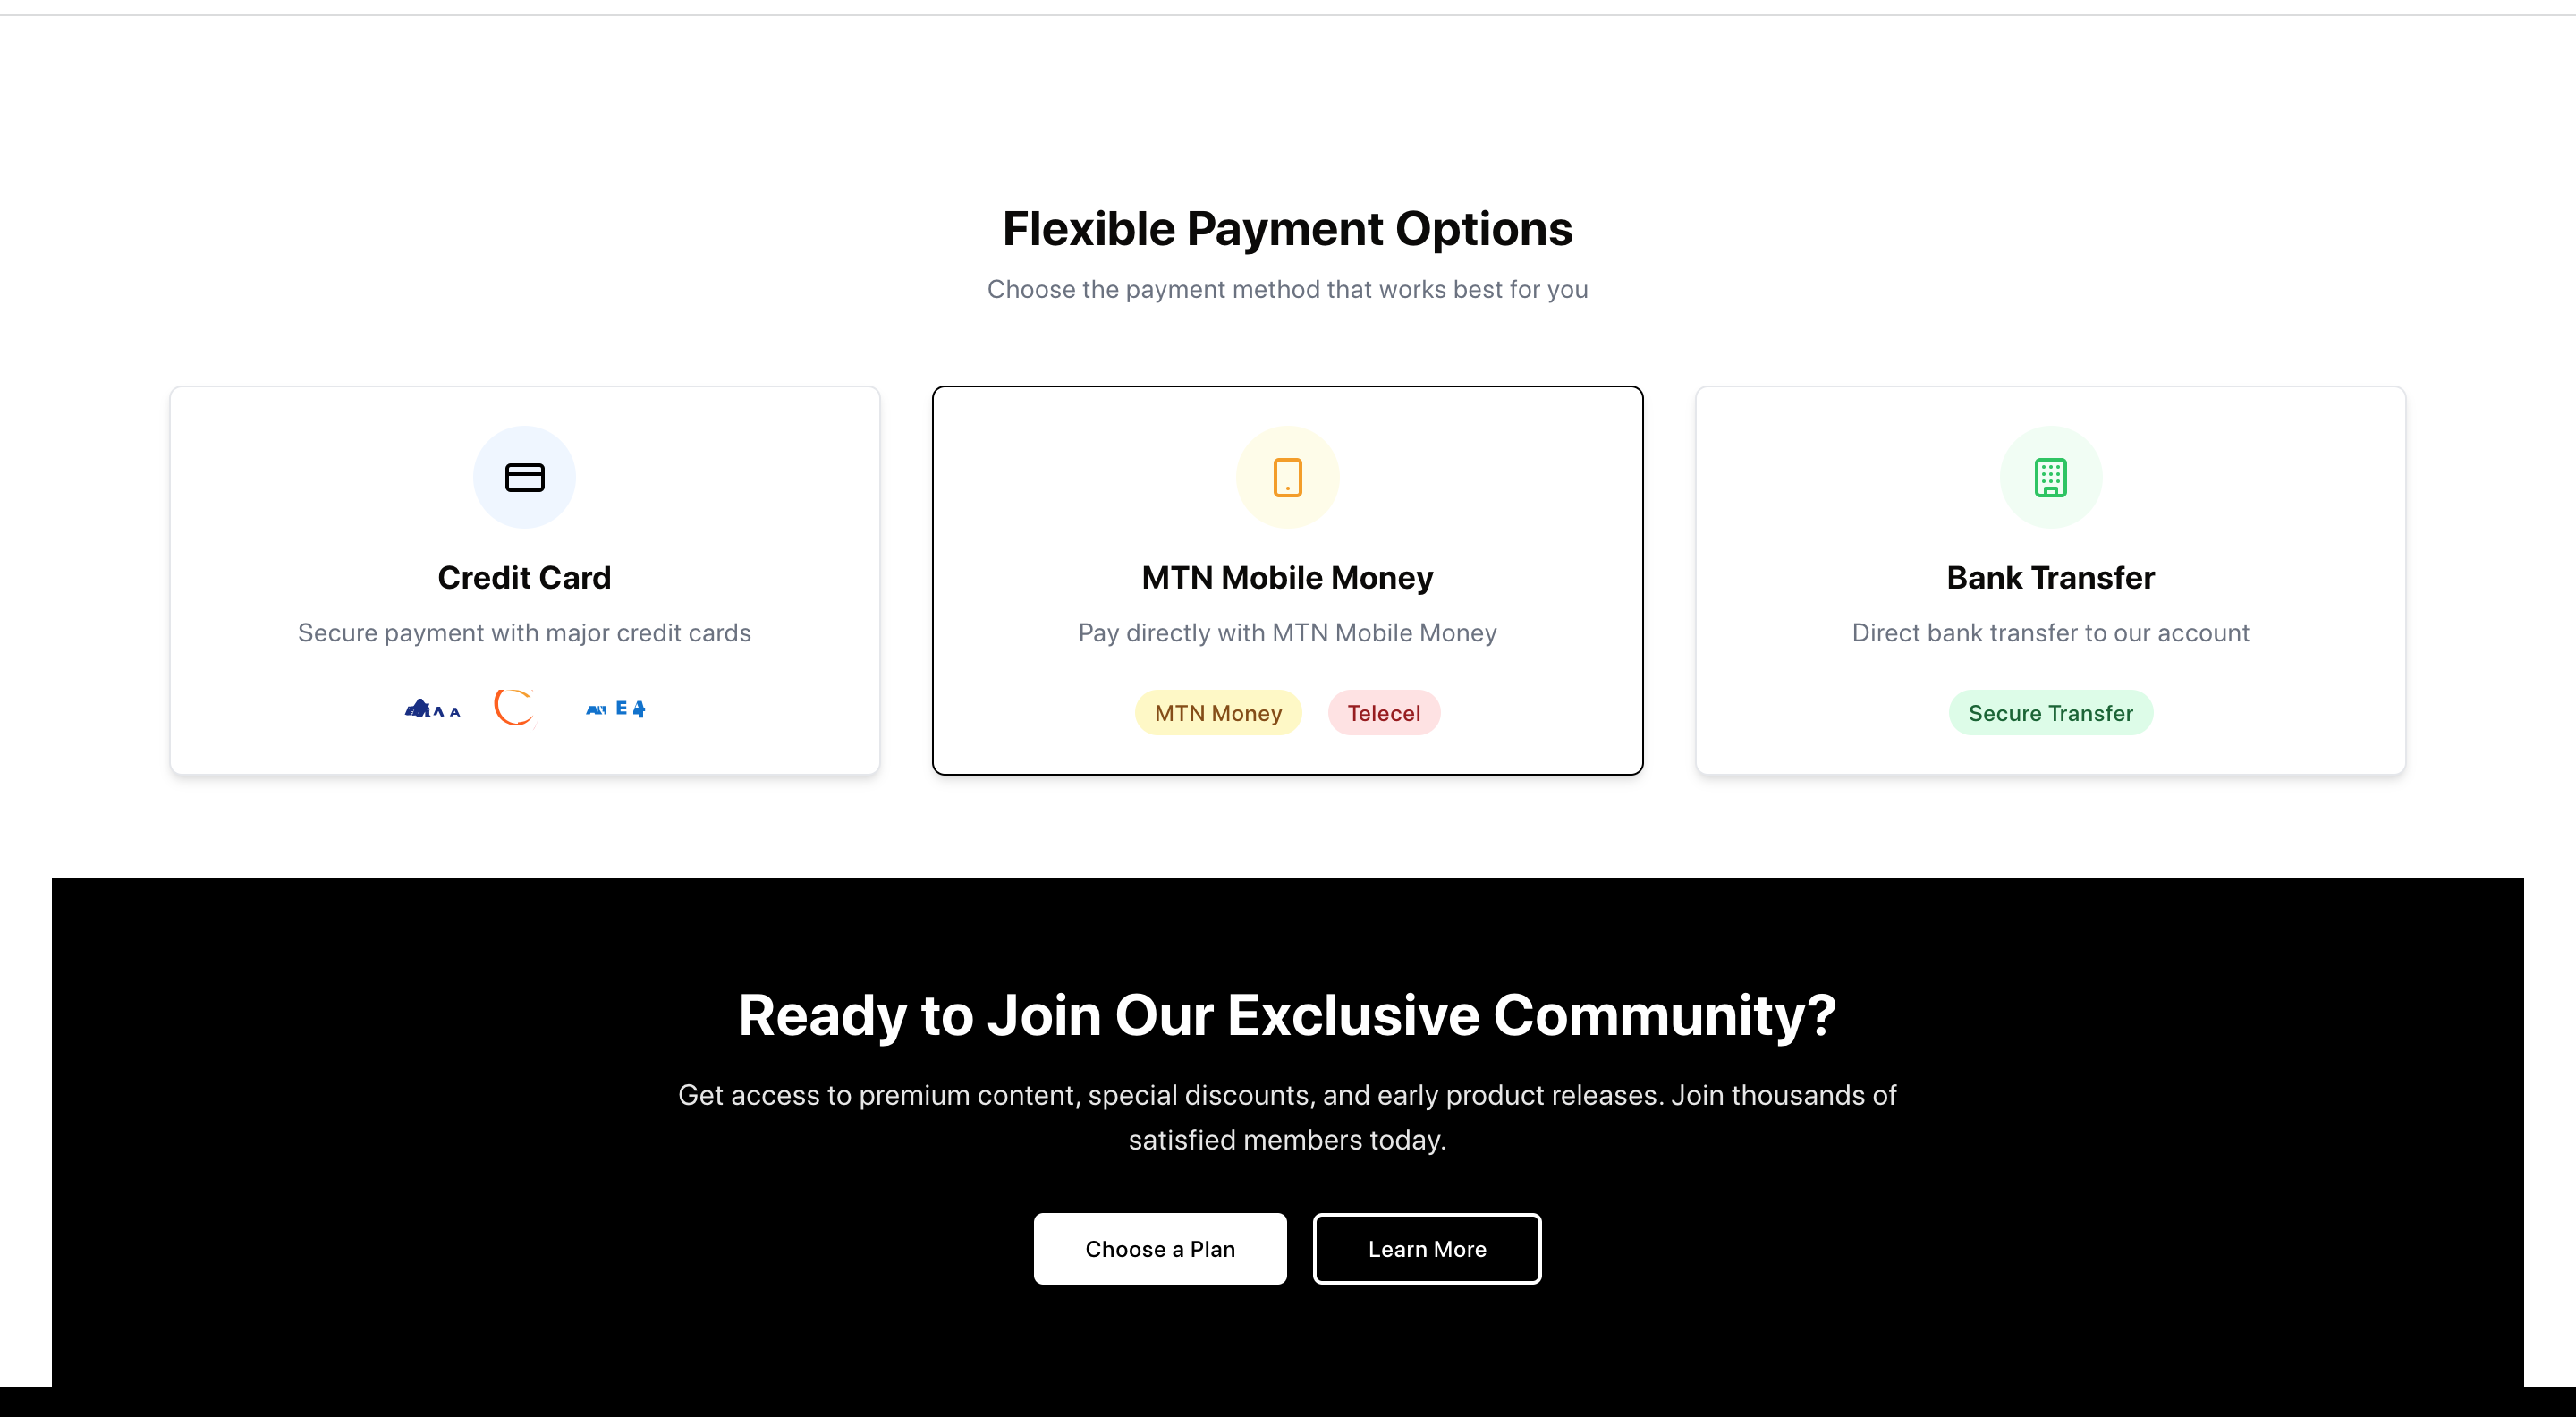 Flexible Payment Options
Choose the payment method that works best for you
Credit Card
Secure payment with major credit cards
MTN Mobile Money
Pay directly with MTN Mobile Money
MTN Money
Telecel
Bank Transfer
Direct bank transfer to our account
Secure Transfer
Ready to Join Our Exclusive Community?
Get access to premium content, special discounts, and early product releases. Join thousands of
satisfied members today.
Choose a Plan
Learn More